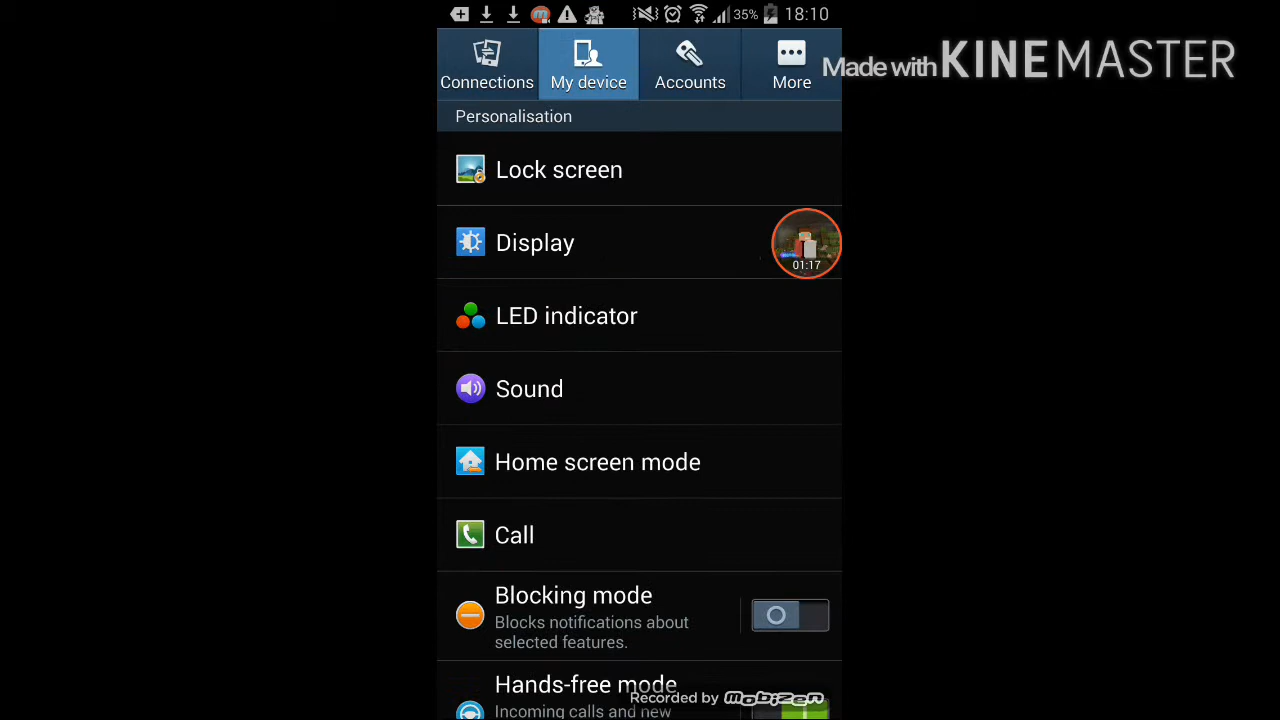 35% 18:10
Connections My device Accounts More
Made with KINEMASTER
Personalisation
Lock screen
Display
01:17
LED indicator
Sound
Home screen mode
Call
Blocking mode
Blocks notifications about
selected features.
Hands-free mode
Recorded by mobizen
Incoming calls and new